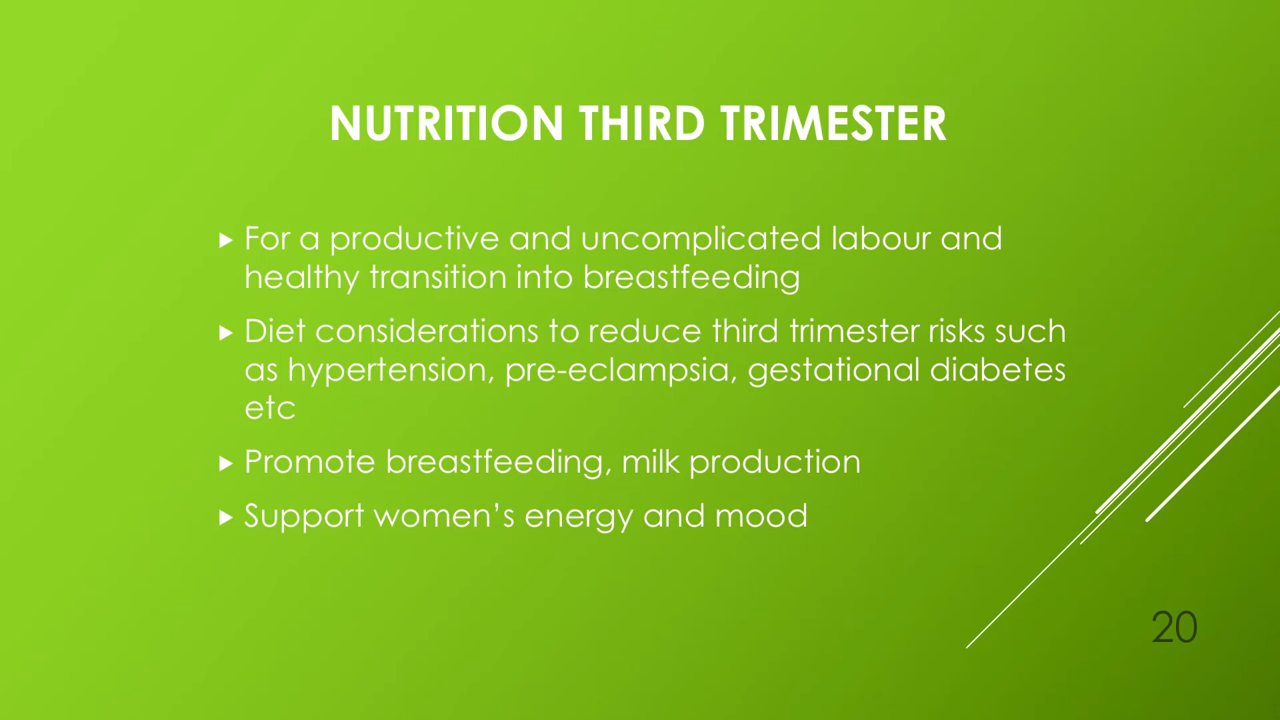 NUTRITION THIRD TRIMESTER
For a productive and uncomplicated labour and
healthy transition into breastfeeding
Diet considerations to reduce third trimester risks such
as hypertension, pre-eclampsia, gestational diabetes
etc
Promote breastfeeding, milk production
Support women’s energy and mood
20